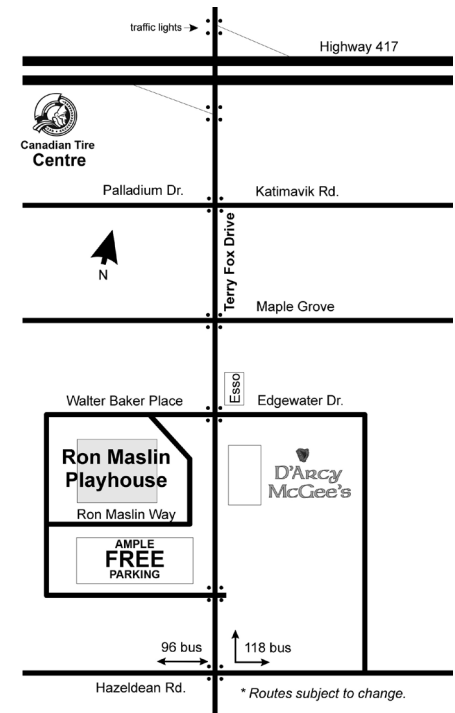 traffic lights
Highway 417
Canadian Tire
Centre
Palladium Dr.
Katimavik Rd.
Terry Fox Drive
N
Maple Grove
Esso
Walter Baker Place
Edgewater Dr.
Ron Maslin
Playhouse
D'Arcy
McGee's
Ron Maslin Way
AMPLE
FREE
PARKING
96 bus
118 bus
Hazeldean Rd.
* Routes subject to change.